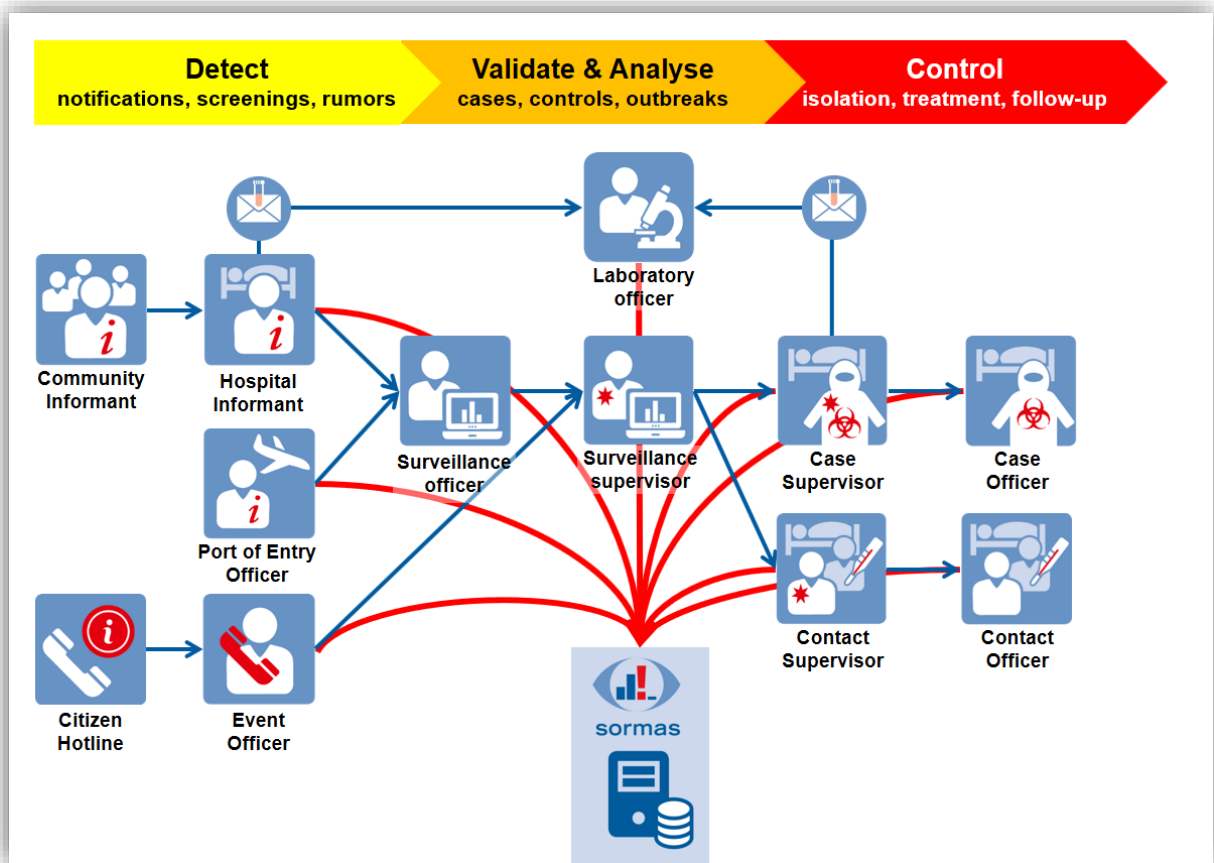 Detect
notifications, screenings, rumors
Validate & Analyse
cases, controls, outbreaks
Control
isolation, treatment, follow-up
Laboratory
officer
Community
Informant
i
Hospital
Informant
i
Surveillance
officer
Surveillance
supervisor
Case
Supervisor
Case
Officer
i
Port of Entry
Officer
i
Citizen
Hotline
Event
Officer
Contact
Supervisor
Contact
Officer
sormas